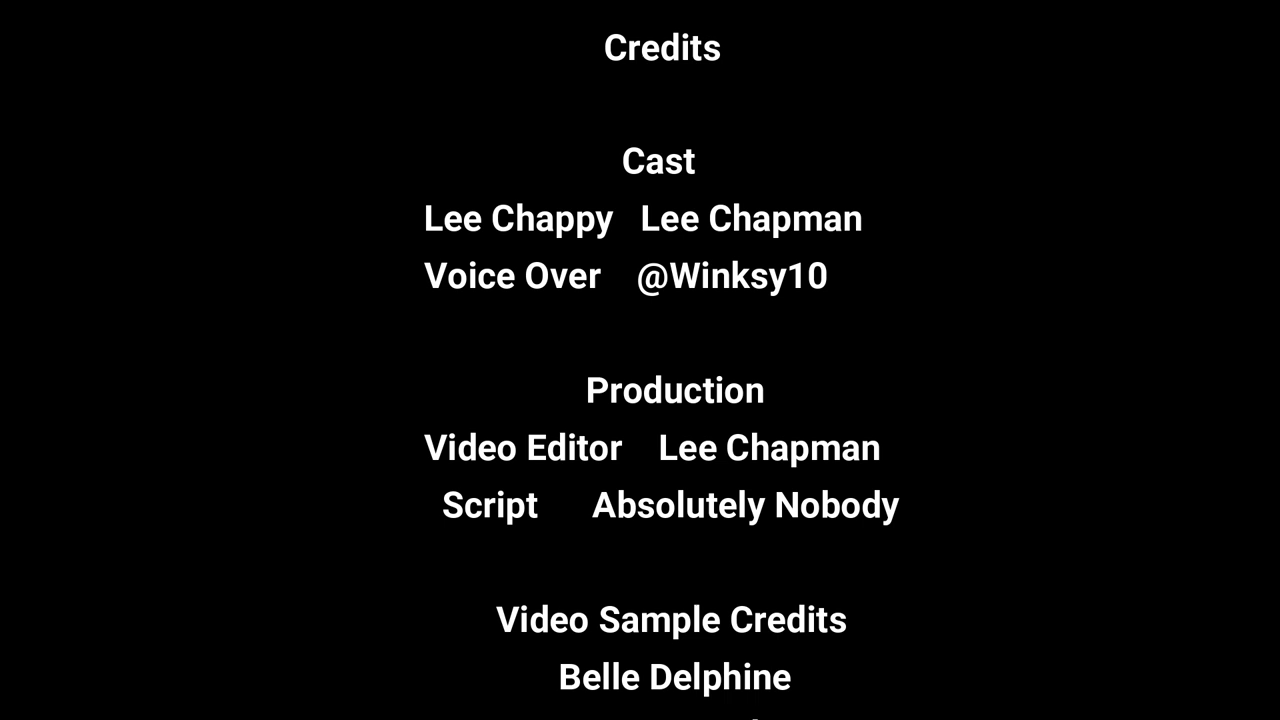 Credits
Cast
Lee Chappy Lee Chapman
Voice Over @Winksy10
Production
Video Editor Lee Chapman
Script Absolutely Nobody
Video Sample Credits
Belle Delphine